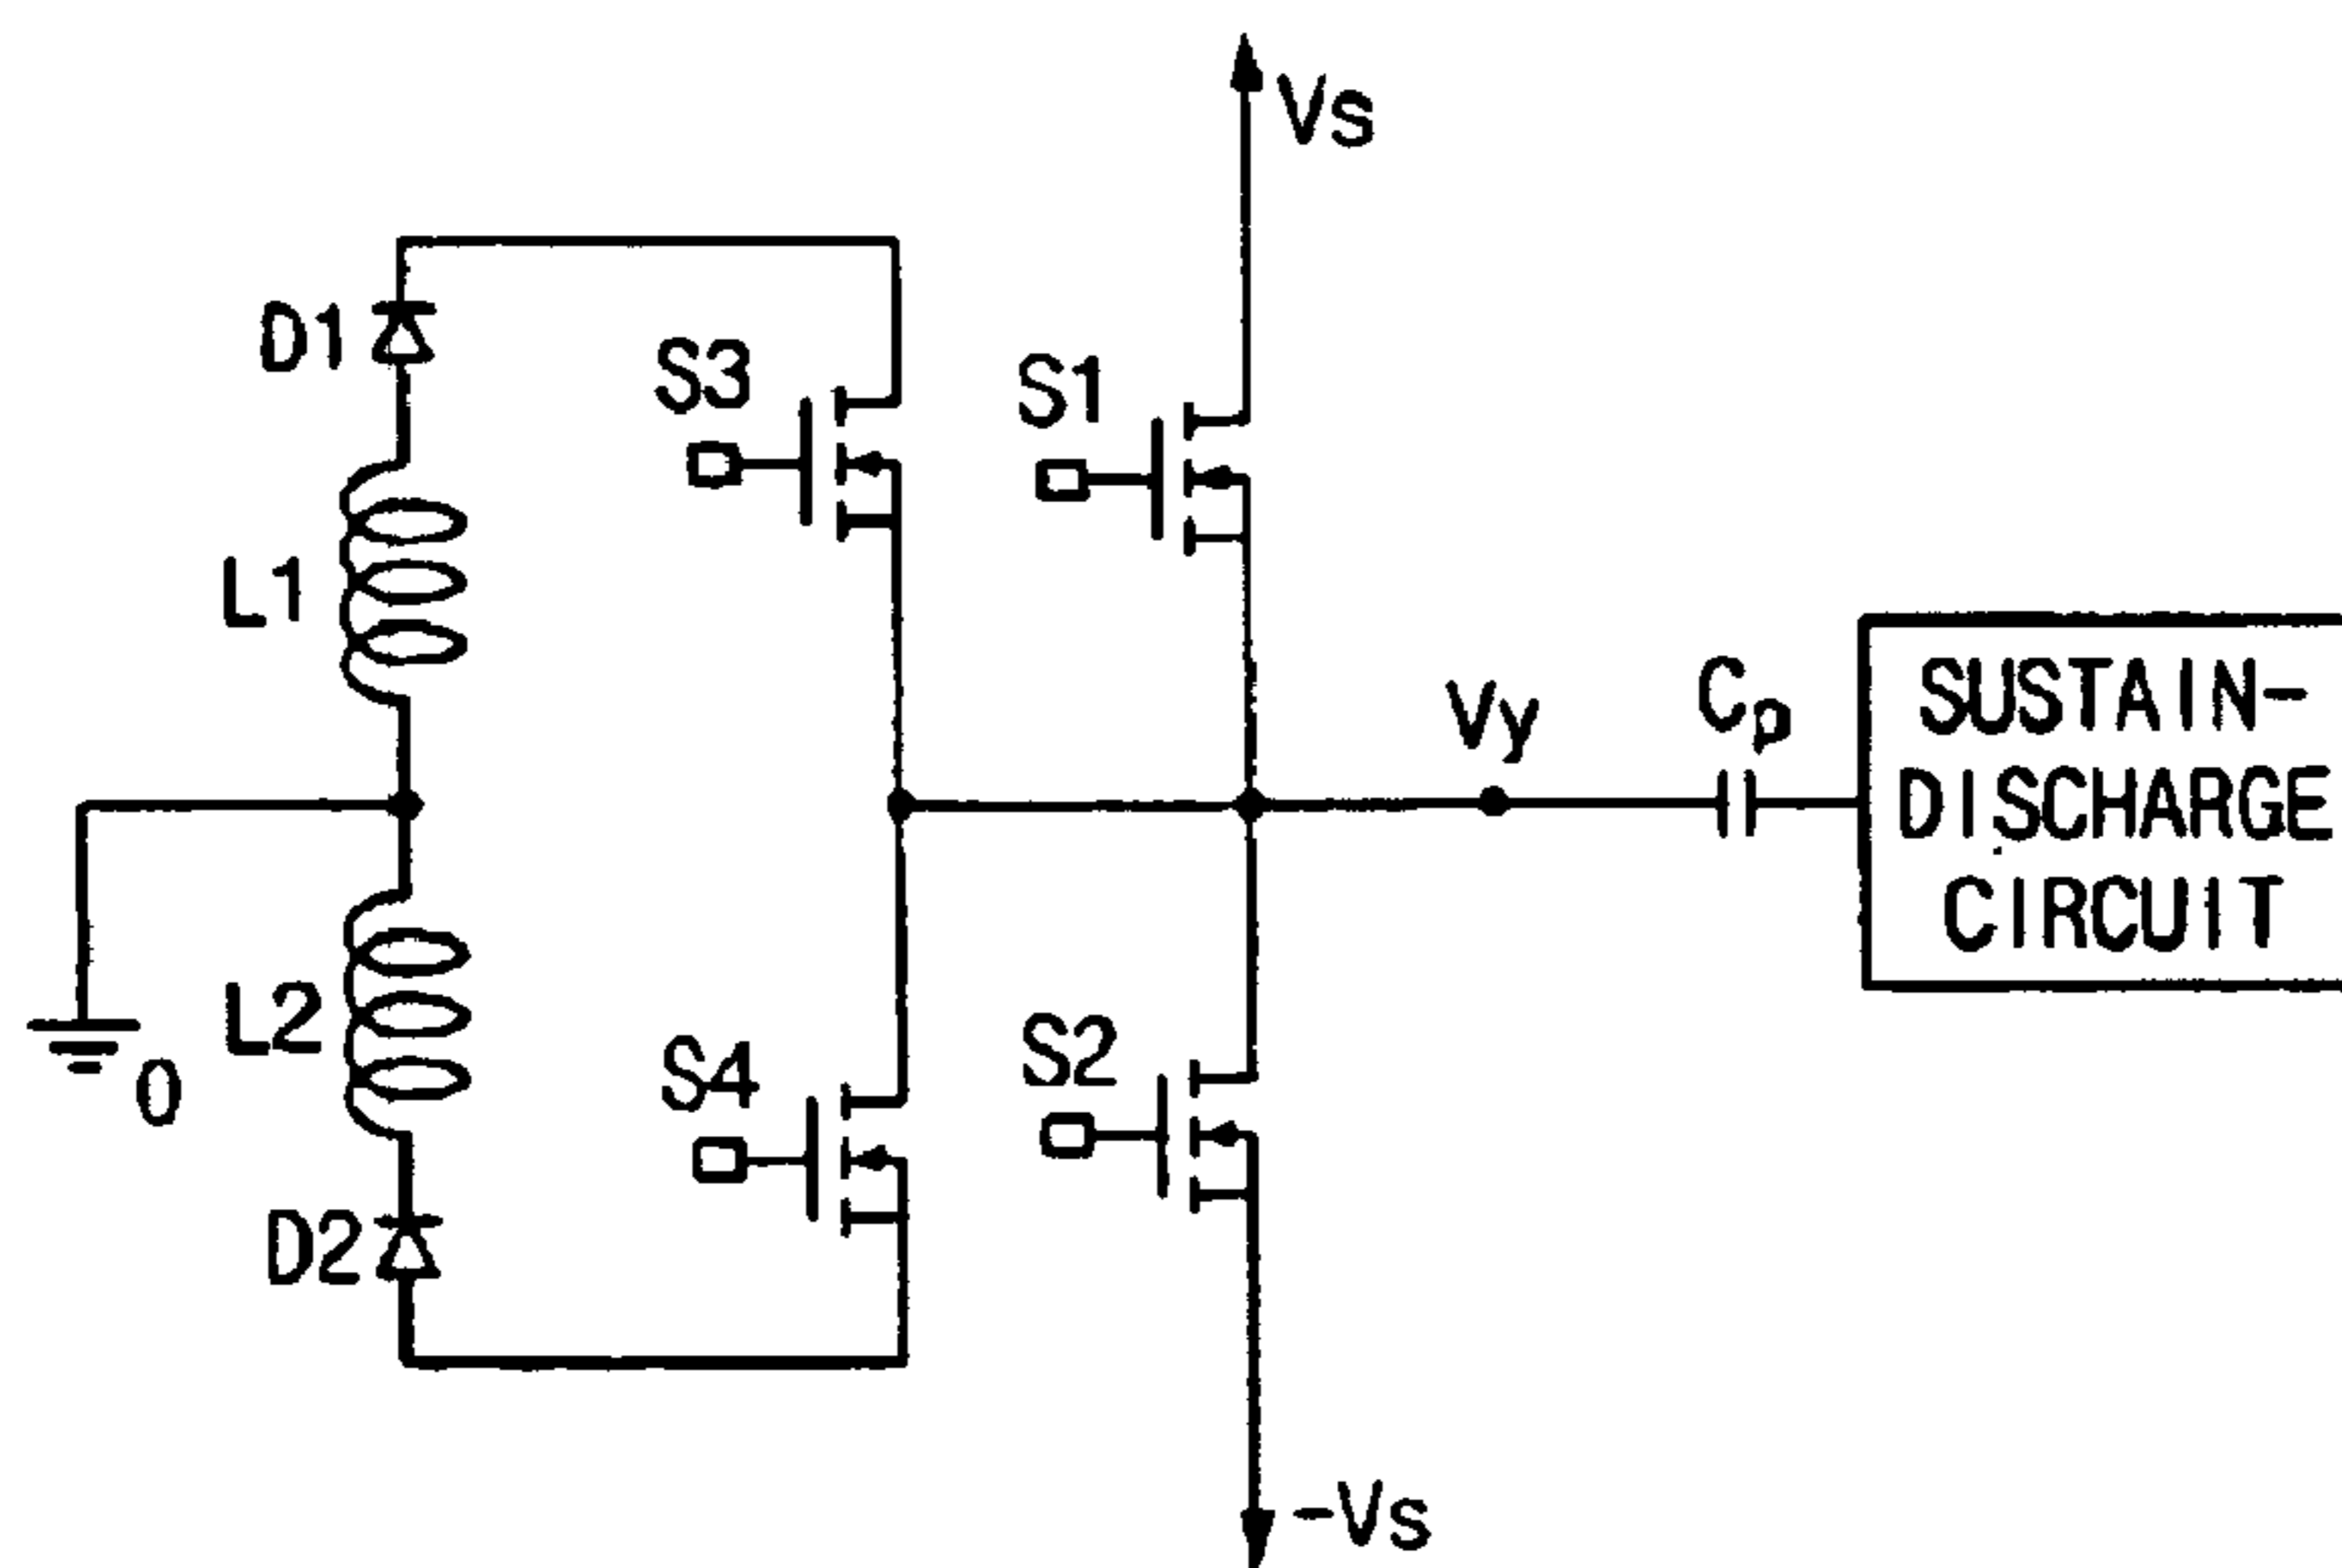 Vs
D1
S3
S1
L1
Vy
Cp
SUSTAIN-
DISCHARGE
CIRCUIT
L2
0
S4
S2
D2
-Vs